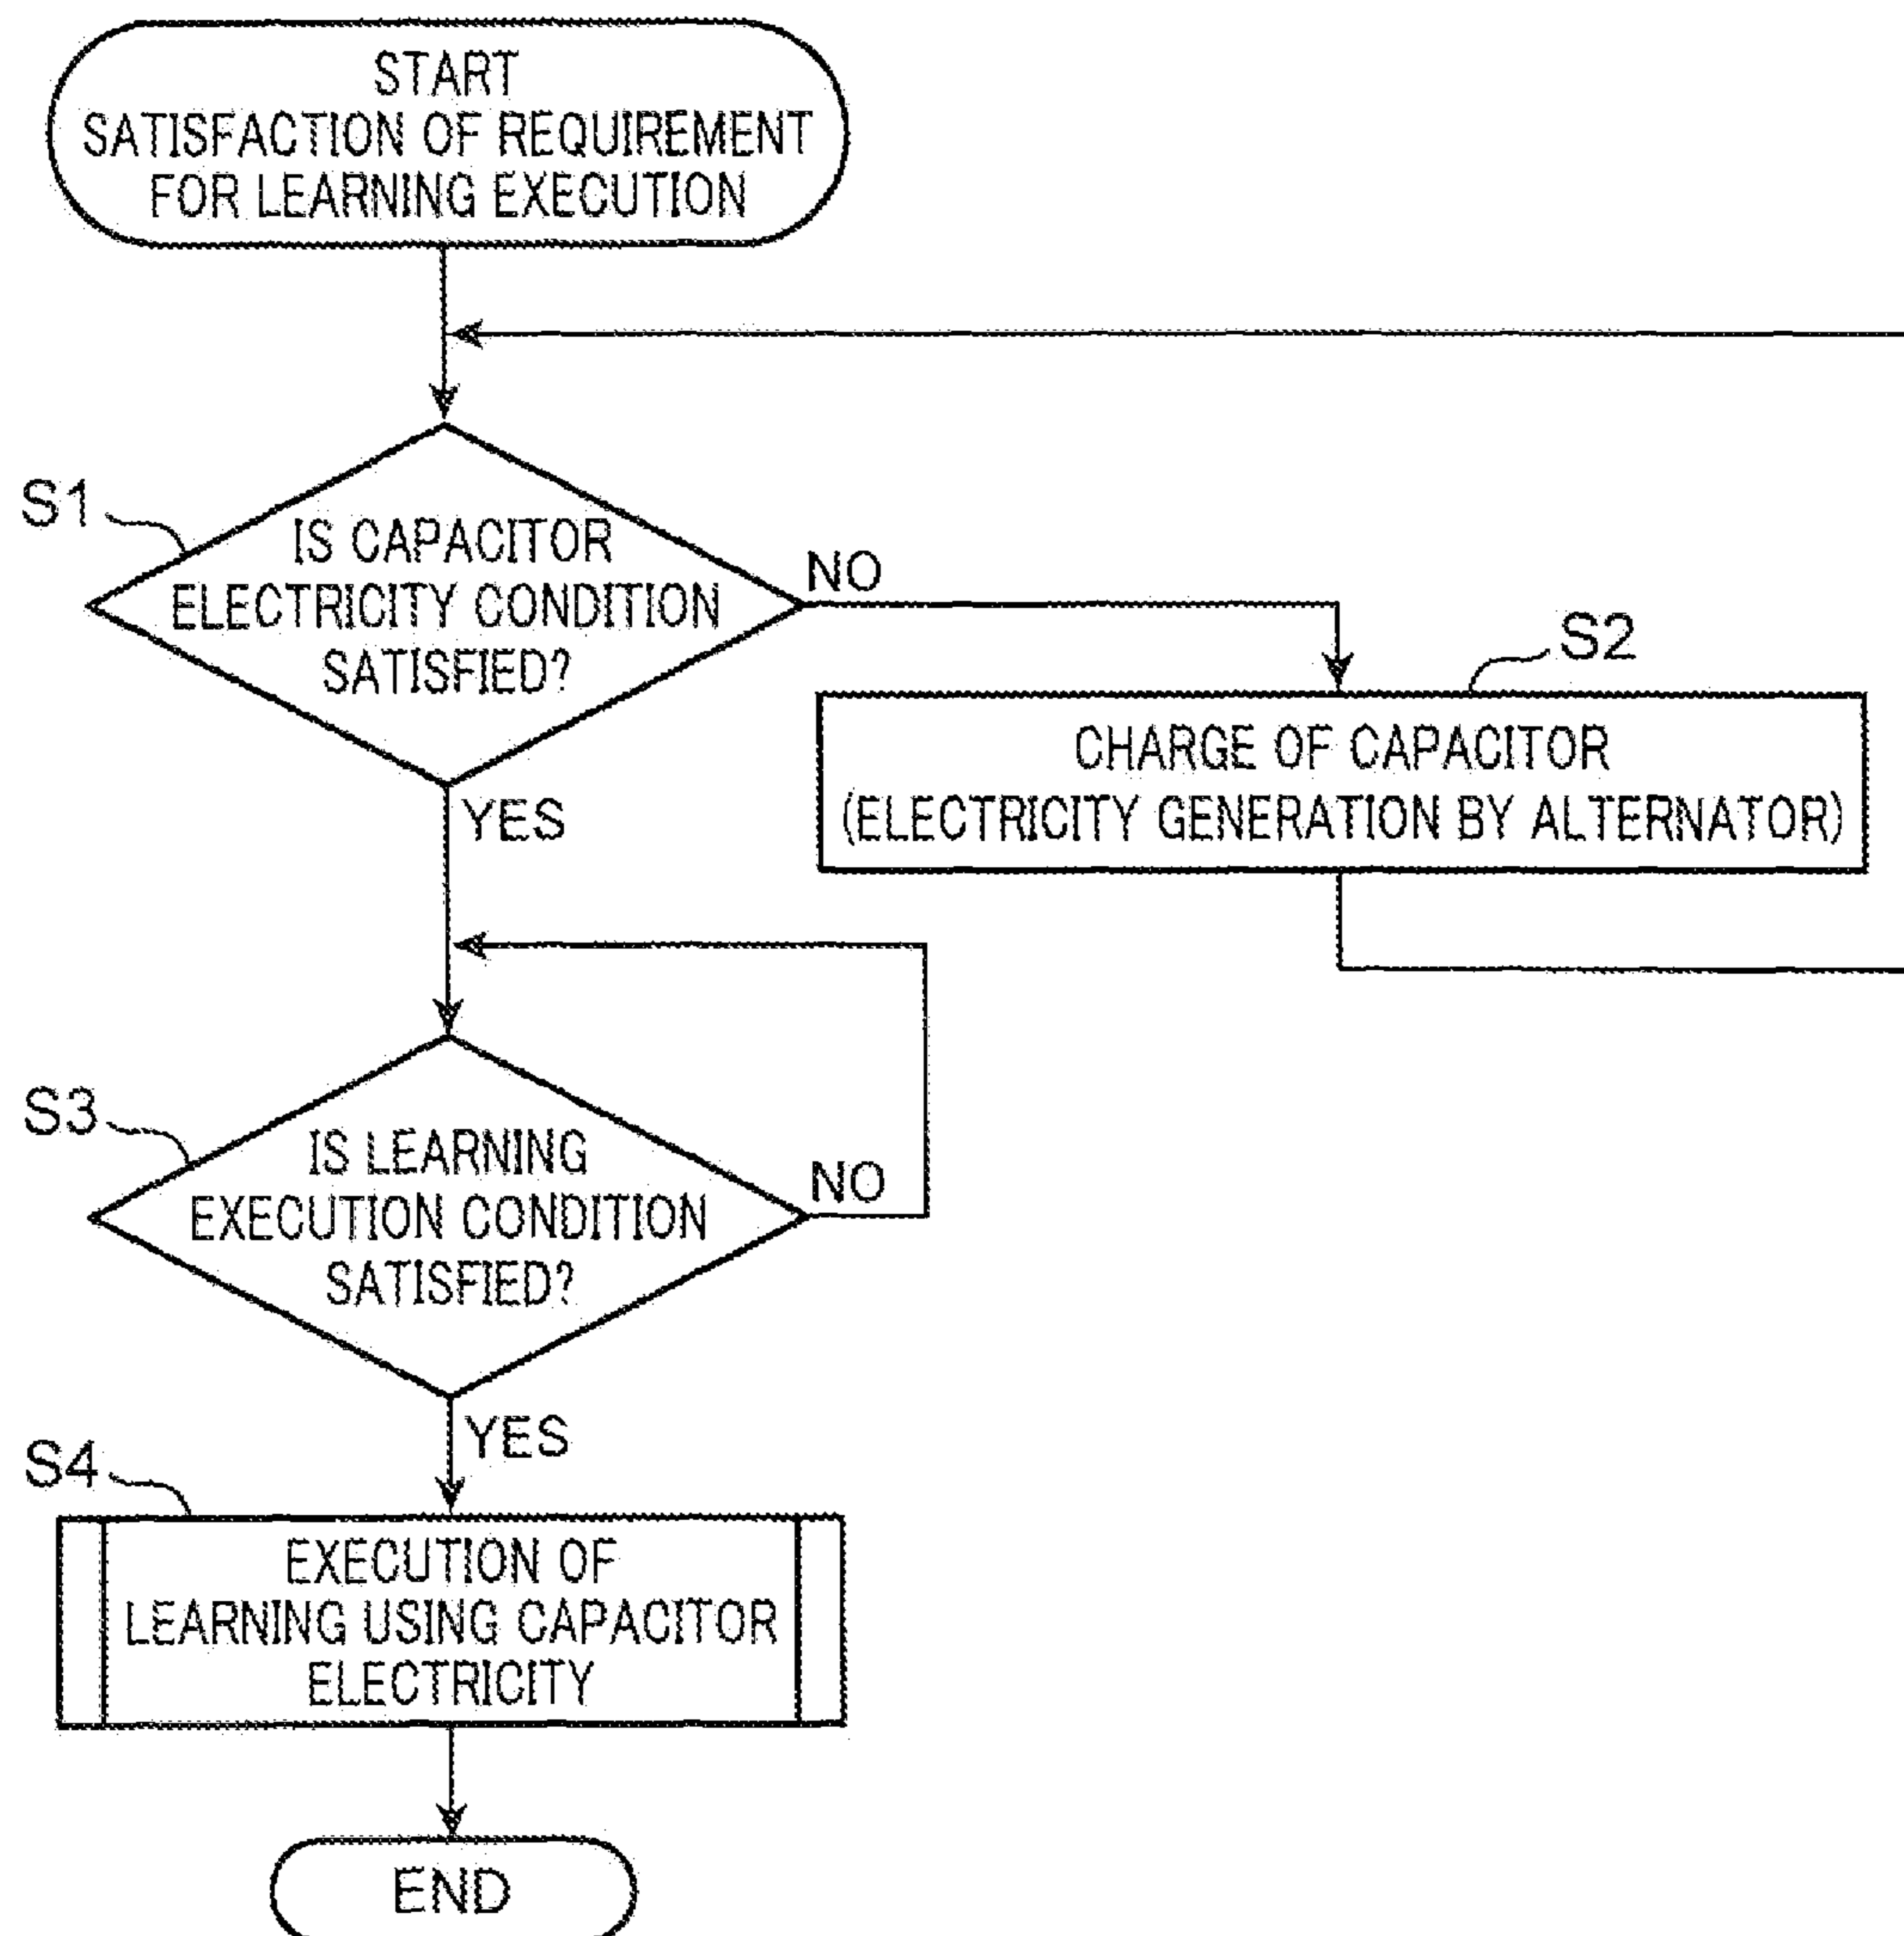 START
SATISFACTION OF REQUIREMENT
FOR LEARNING EXECUTION
S1
IS CAPACITOR
ELECTRICITY CONDITION
SATISFIED?
NO
YES
S2
CHARGE OF CAPACITOR
(ELECTRICITY GENERATION BY ALTERNATOR)
S3
IS LEARNING
EXECUTION CONDITION
SATISFIED?
NO
YES
S4
EXECUTION OF
LEARNING USING CAPACITOR
ELECTRICITY
END